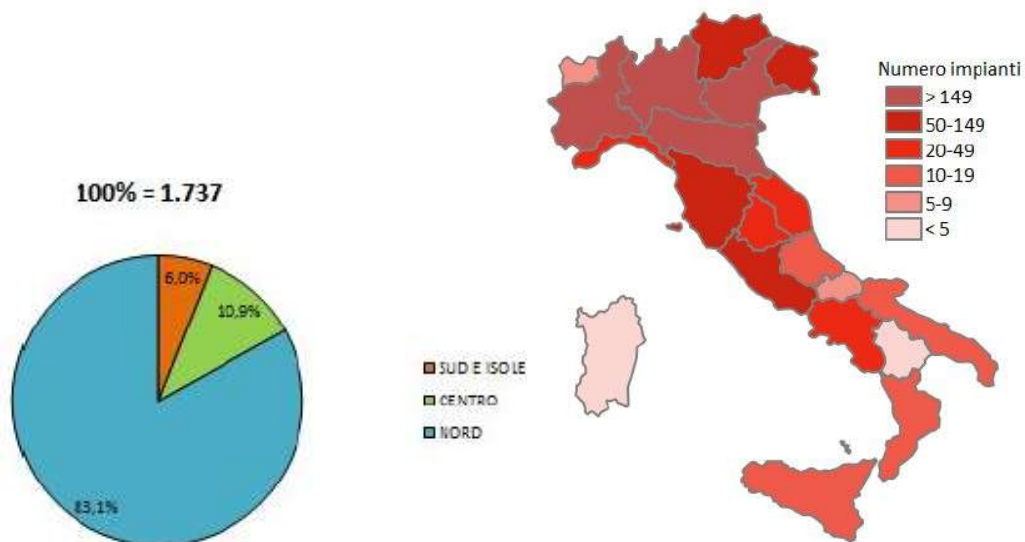 100% = 1.737
6,0%
10,9%
83,1%
SUD E ISOLE
CENTRO
NORD
Numero impianti
> 149
50-149
20-49
10-19
5-9
< 5